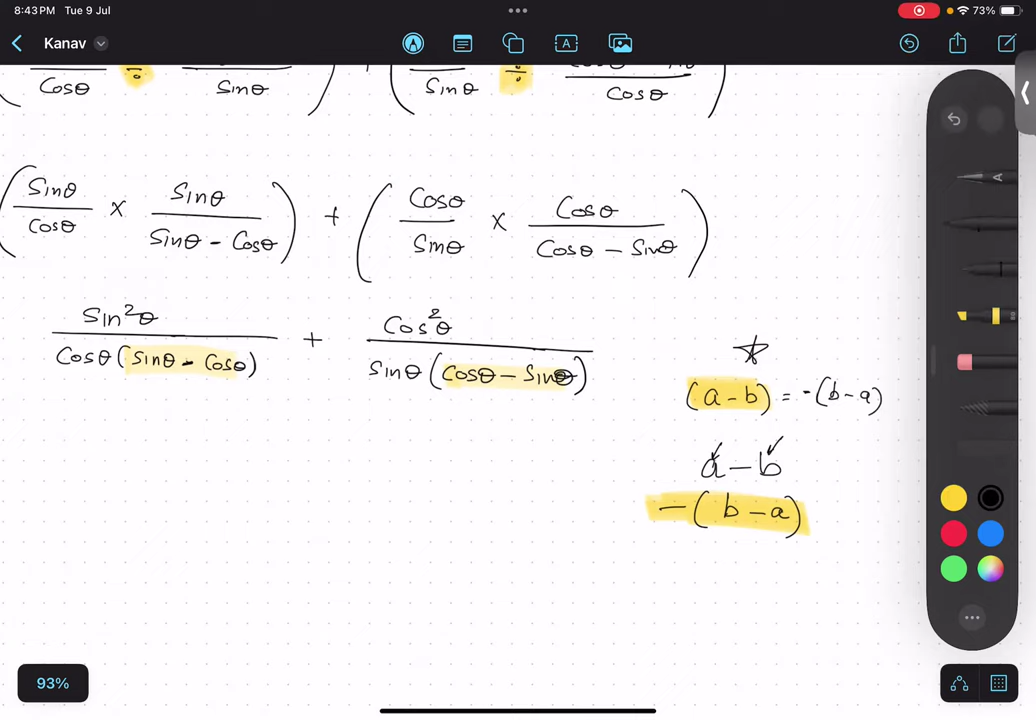 8:43 PM Tue 9 Jul
73%
Kanav
Cosθ ÷ Sinθ + Sinθ ÷ Cosθ
(Sinθ/Cosθ × Sinθ/(Sinθ - Cosθ)) + (Cosθ/Sinθ × Cosθ/(Cosθ - Sinθ))
Sin²θ/(Cosθ(Sinθ - Cosθ)) + Cos²θ/(Sinθ(Cosθ - Sinθ))
(a - b) = -(b - a)
a - b
-(b - a)
93%